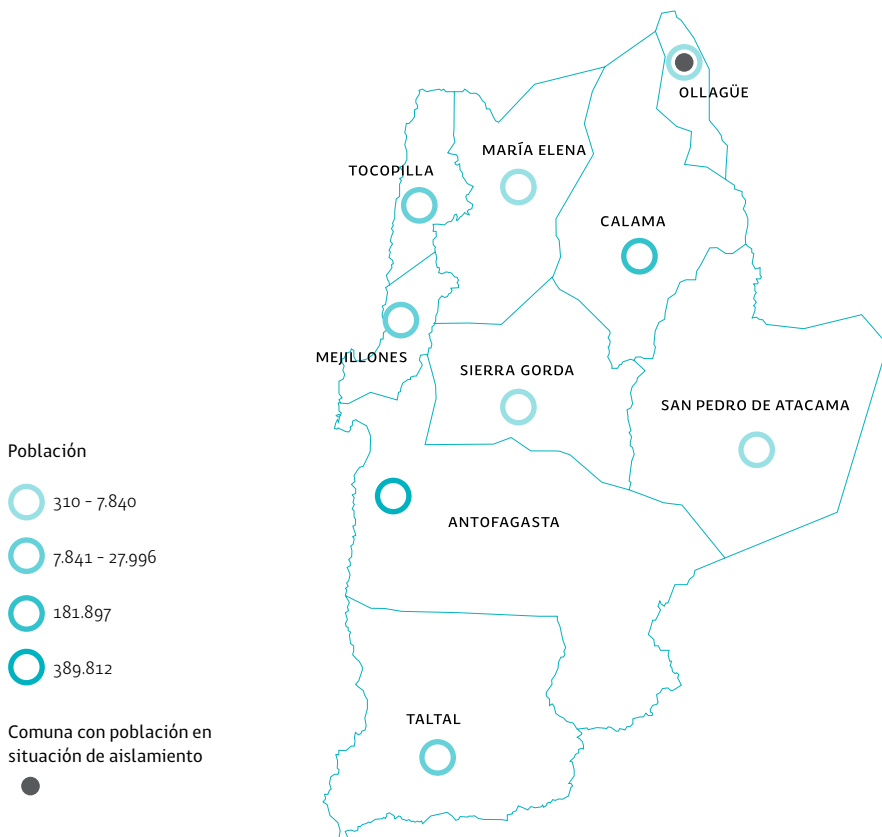 OLLAGÜE
MARÍA ELENA
TOCOPILLA
CALAMA
MEJILLONES
SIERRA GORDA
SAN PEDRO DE ATACAMA
ANTOFAGASTA
TALTAL
Población
310 - 7.840
7.841 - 27.996
181.897
389.812
Comuna con población en
situación de aislamiento